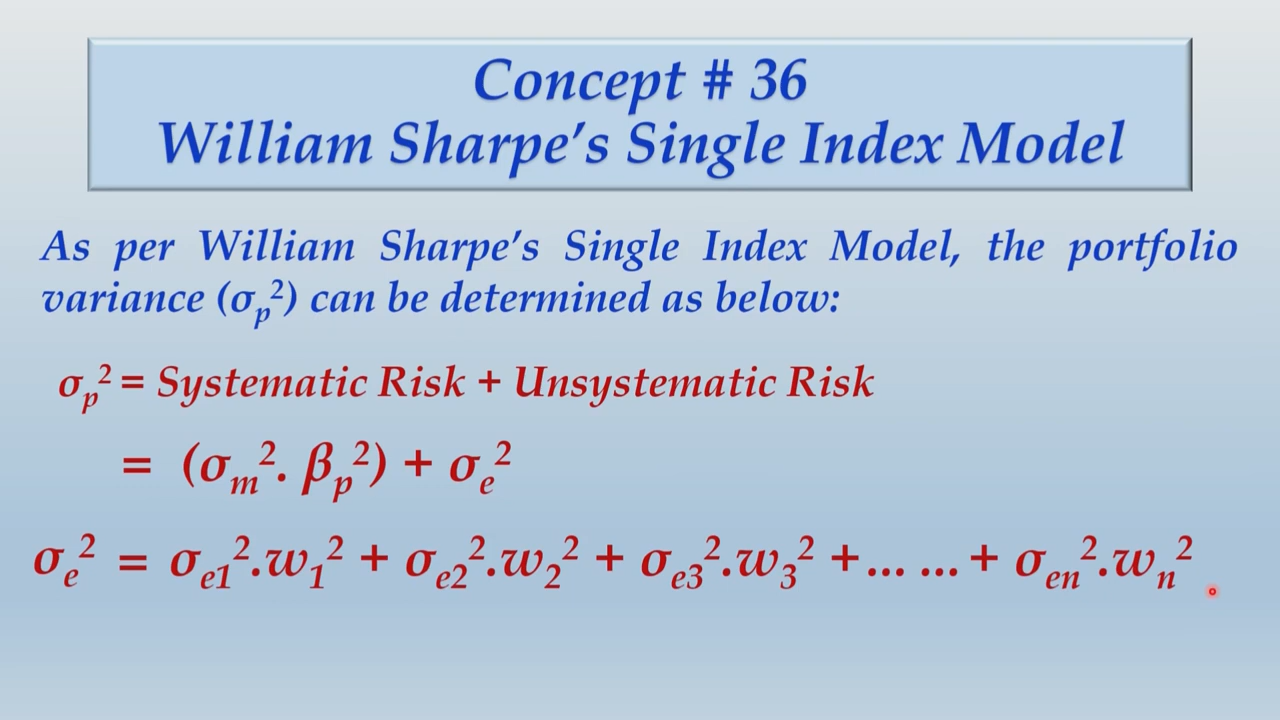 Concept # 36
William Sharpe’s Single Index Model
As per William Sharpe’s Single Index Model, the portfolio
variance (σₚ²) can be determined as below:
σₚ² = Systematic Risk + Unsystematic Risk
= (σₘ². βₚ²) + σₑ²
σₑ² = σₑ₁².w₁² + σₑ₂².w₂² + σₑ₃².w₃² +... ... + σₑₙ².wₙ²